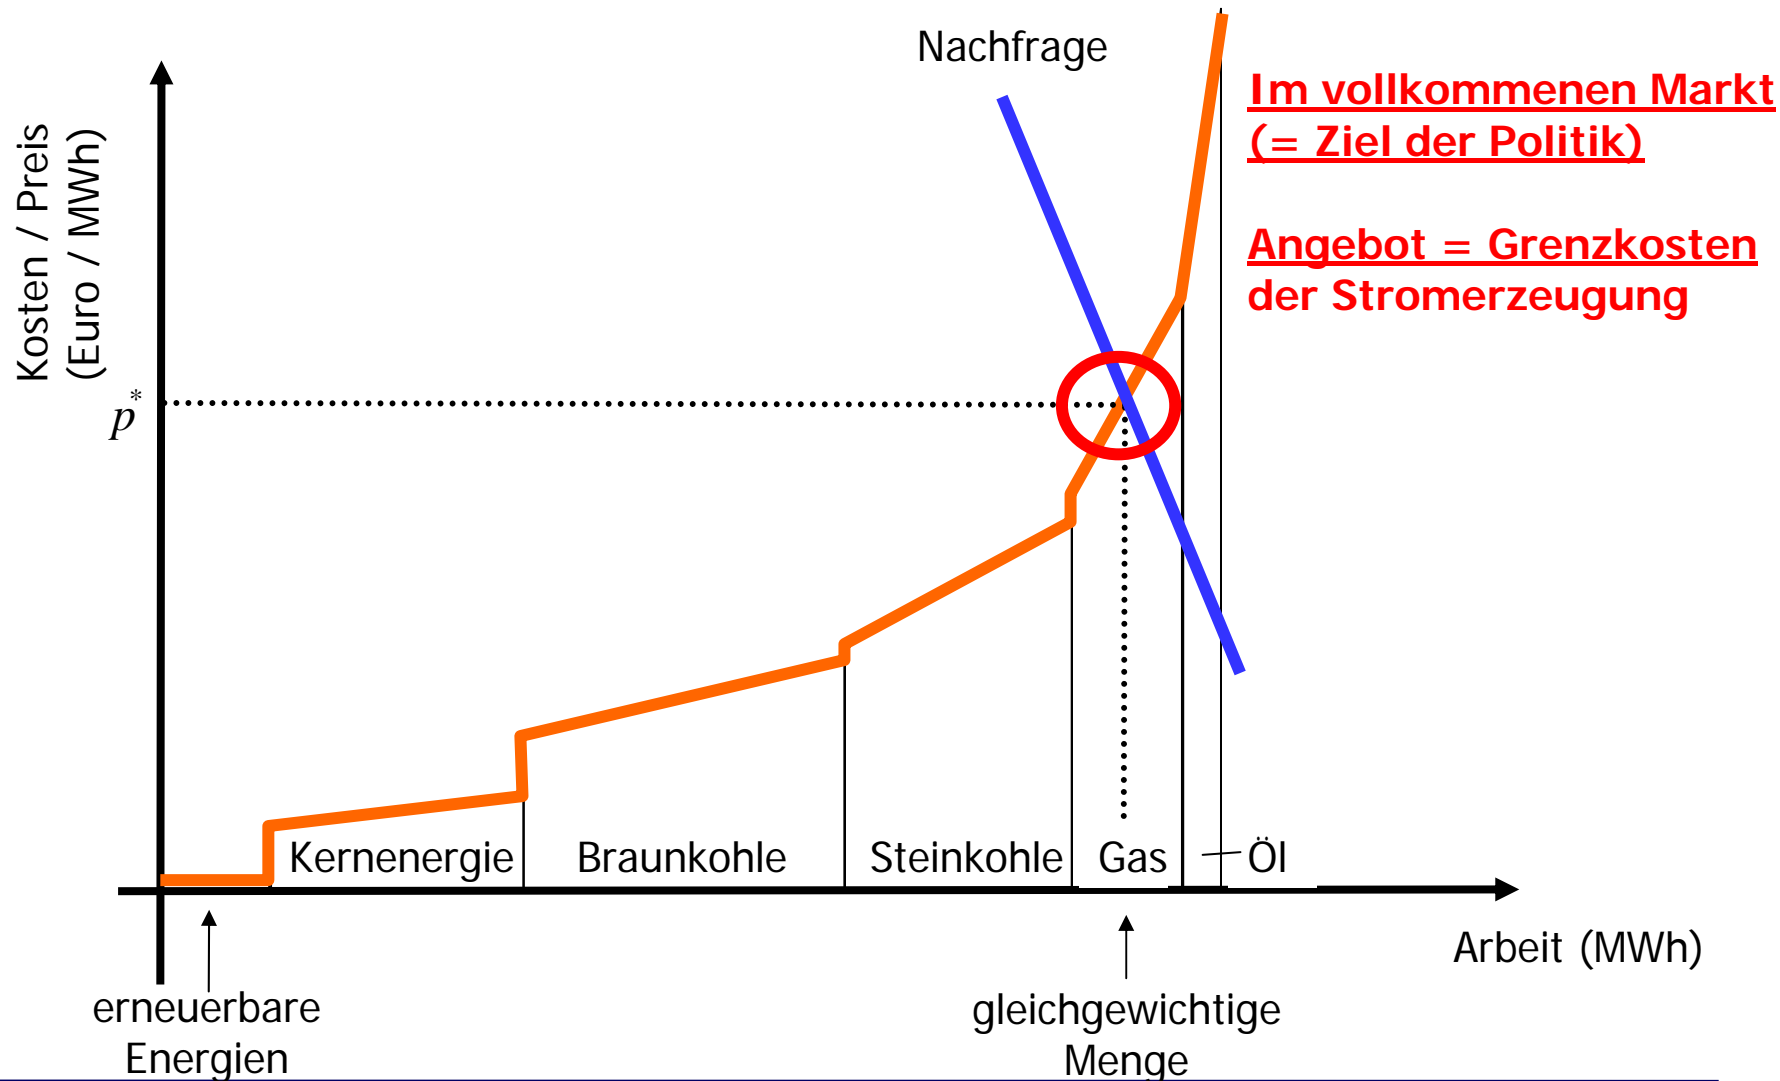 Nachfrage
Im vollkommenen Markt
(= Ziel der Politik)
Angebot = Grenzkosten
der Stromerzeugung
Kosten / Preis
(Euro / MWh)
p*
Kernenergie
Braunkohle
Steinkohle
Gas
Öl
Arbeit (MWh)
erneuerbare
Energien
gleichgewichtige
Menge